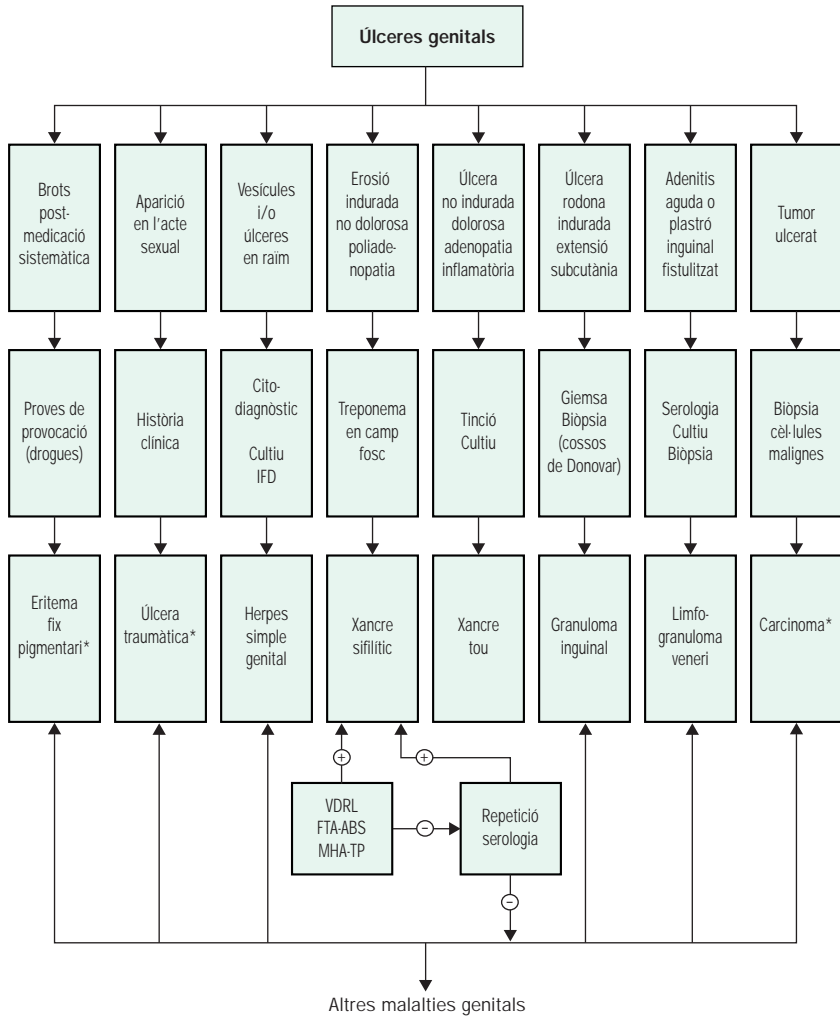 Úlceres genitals
Brots
post-
medicació
sistemàtica
Aparició
en l'acte
sexual
Vesícules
i/o
úlceres
en raïm
Erosió
indurada
no dolorosa
poliade-
nopatia
Úlcera
no indurada
dolorosa
adenopatia
inflamatòria
Úlcera
rodona
indurada
extensió
subcutània
Adenitis
aguda o
plastró
inguinal
fistulitzat
Tumor
ulcerat
Proves de
provocació
(drogues)
Història
clínica
Cito-
diagnòstic
Cultiu
IFD
Treponema
en camp
fosc
Tinció
Cultiu
Giemsa
Biòpsia
(cossos
de Donovar)
Serologia
Cultiu
Biòpsia
Biòpsia
cèl·lules
malignes
Eritema
fix
pigmentari*
Úlcera
traumàtica*
Herpes
simple
genital
Xancre
sifilític
Xancre
tou
Granuloma
inguinal
Limfo-
granuloma
veneri
Carcinoma*
+
+
VDRL
FTA-ABS
MHA-TP
−
Repetició
serologia
−
Altres malalties genitals